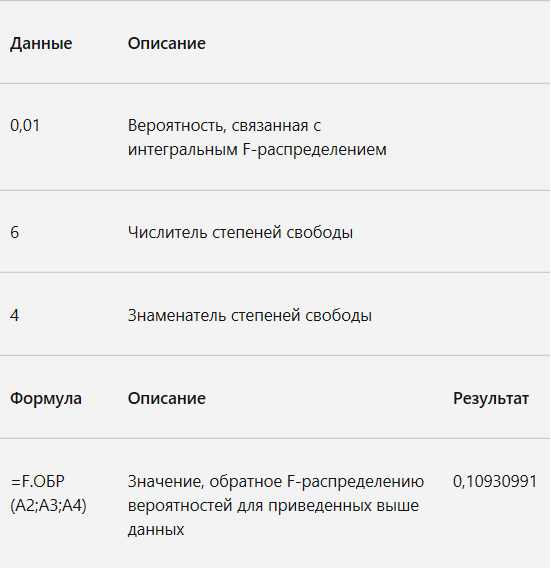 Данные Описание
0,01 Вероятность, связанная с
интегральным F-распределением
6 Числитель степеней свободы
4 Знаменатель степеней свободы
Формула Описание Результат
=F.ОБР Значение, обратное F-распределению 0,10930991
(A2;A3;A4) вероятностей для приведенных выше
данных